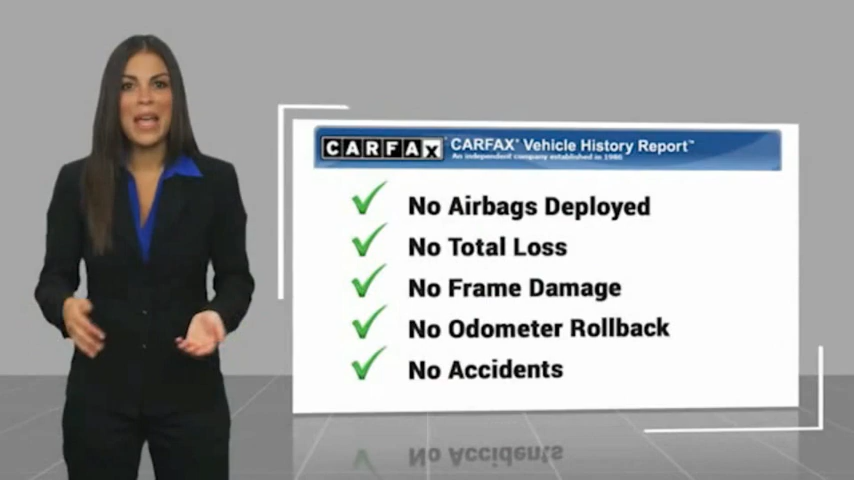 CARFAX CARFAX® Vehicle History Report™
An independent company established in 1986
No Airbags Deployed
No Total Loss
No Frame Damage
No Odometer Rollback
No Accidents
No Accidents